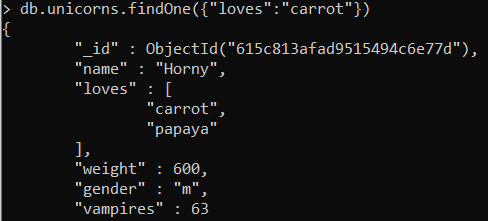 > db.unicorns.findOne({"loves":"carrot"})
{
        "_id" : ObjectId("615c813afad9515494c6e77d"),
        "name" : "Horny",
        "loves" : [
                "carrot",
                "papaya"
        ],
        "weight" : 600,
        "gender" : "m",
        "vampires" : 63